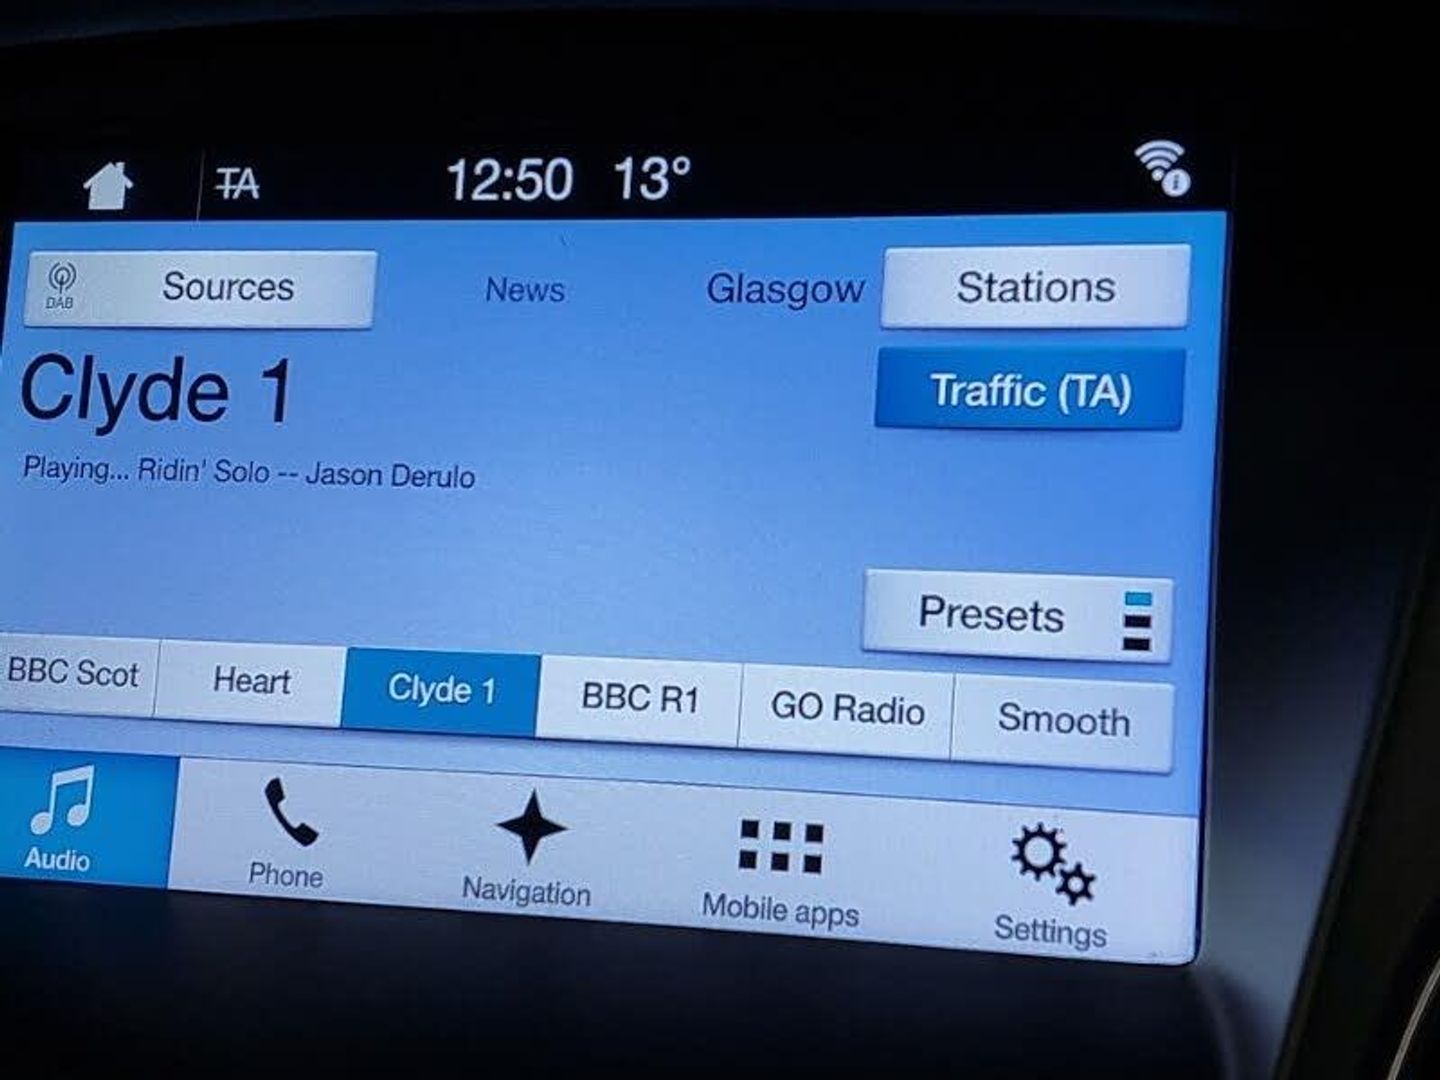 TA 12:50 13°
DAB Sources News Glasgow Stations
Clyde 1
Traffic (TA)
Playing... Ridin' Solo -- Jason Derulo
Presets
BBC Scot Heart Clyde 1 BBC R1 GO Radio Smooth
Audio Phone Navigation Mobile apps Settings